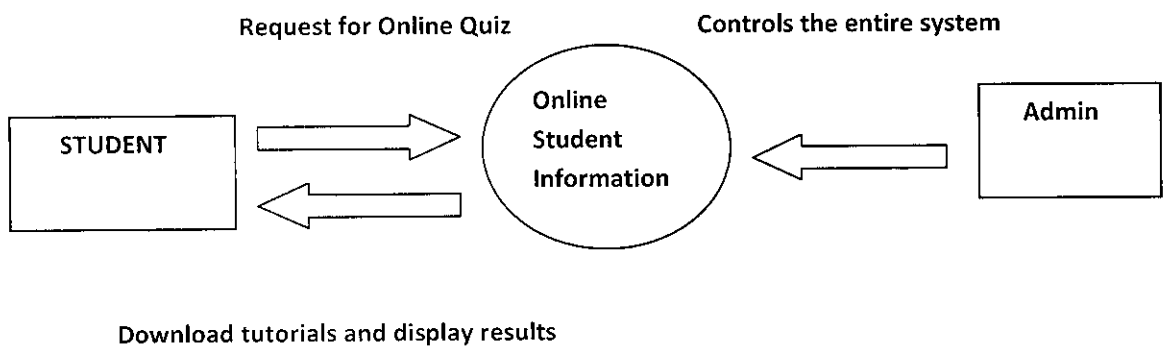 Request for Online Quiz
Controls the entire system
STUDENT
Online
Student
Information
Admin
Download tutorials and display results